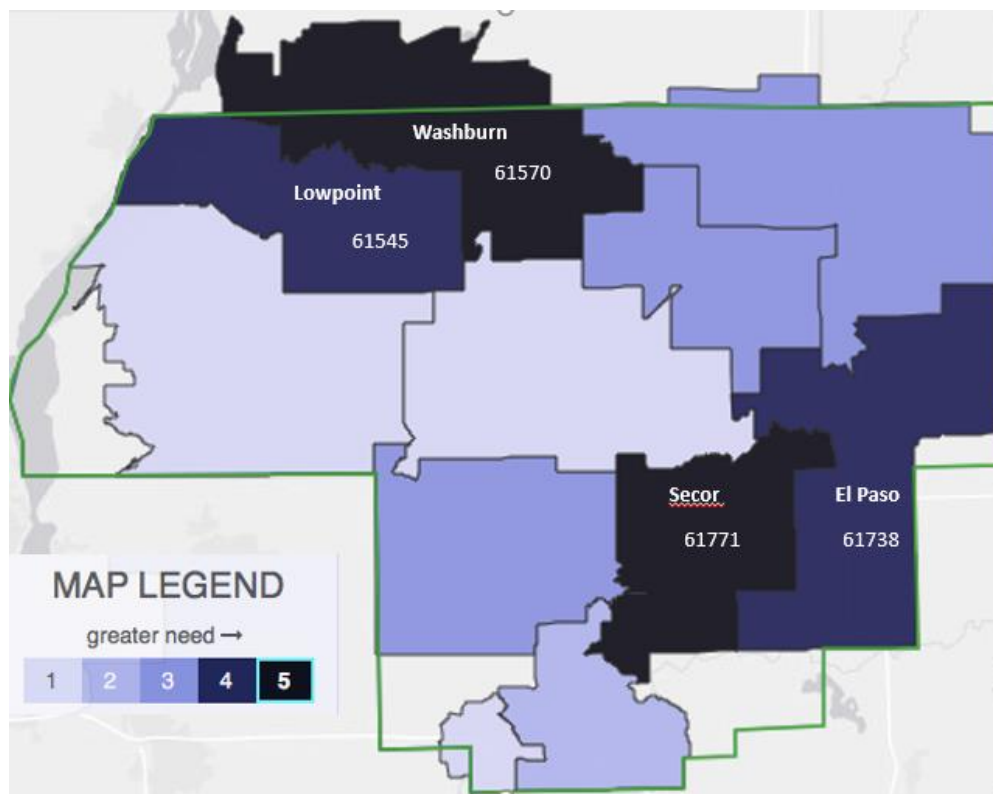 Washburn
61570
Lowpoint
61545
Secor
El Paso
61771
61738
MAP LEGEND
greater need →
1 2 3 4 5